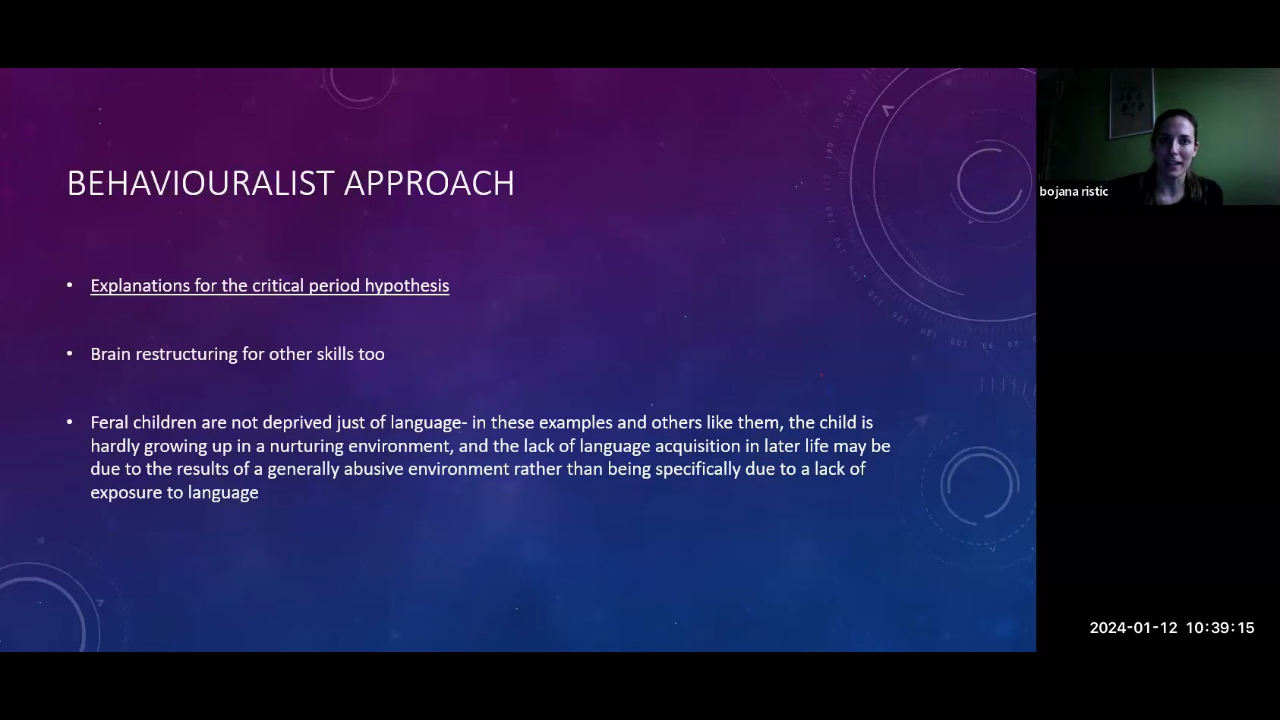 BEHAVIOURALIST APPROACH
• Explanations for the critical period hypothesis
• Brain restructuring for other skills too
• Feral children are not deprived just of language- in these examples and others like them, the child is
hardly growing up in a nurturing environment, and the lack of language acquisition in later life may be
due to the results of a generally abusive environment rather than being specifically due to a lack of
exposure to language
bojana ristic
2024-01-12 10:39:15